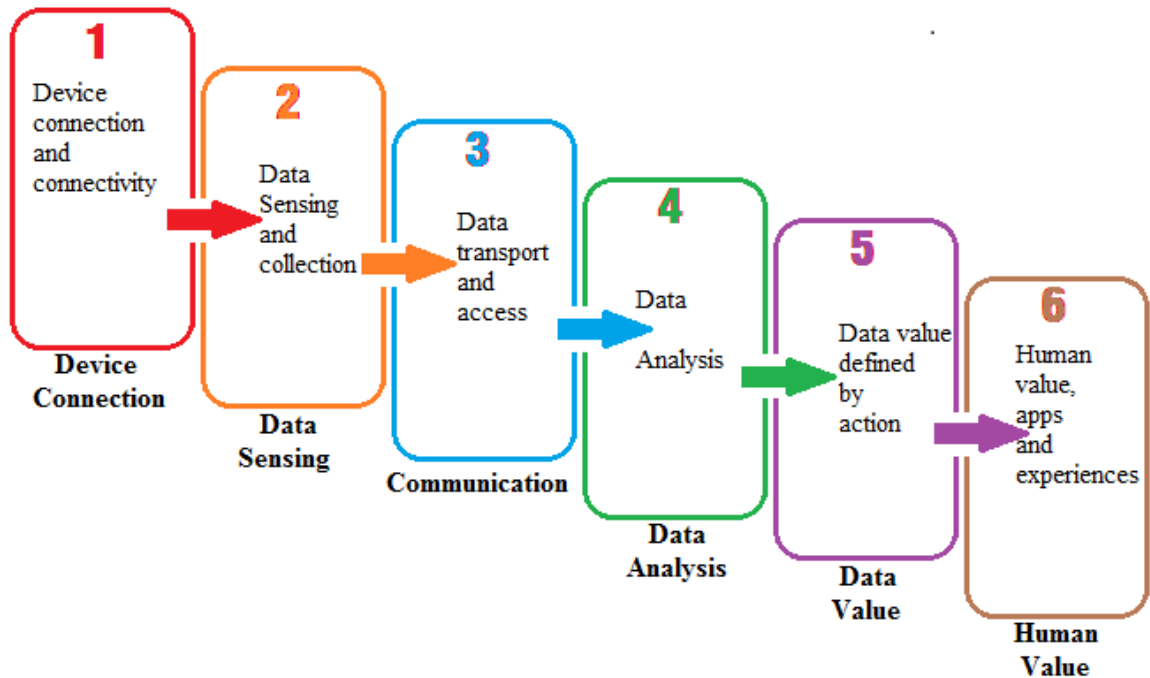 1
Device
connection
and
connectivity
Device
Connection
2
Data
Sensing
and
collection
Data
Sensing
3
Data
transport
and
access
Communication
4
Data
Analysis
Data
Analysis
5
Data value
defined
by
action
Data
Value
6
Human
value,
apps
and
experiences
Human
Value